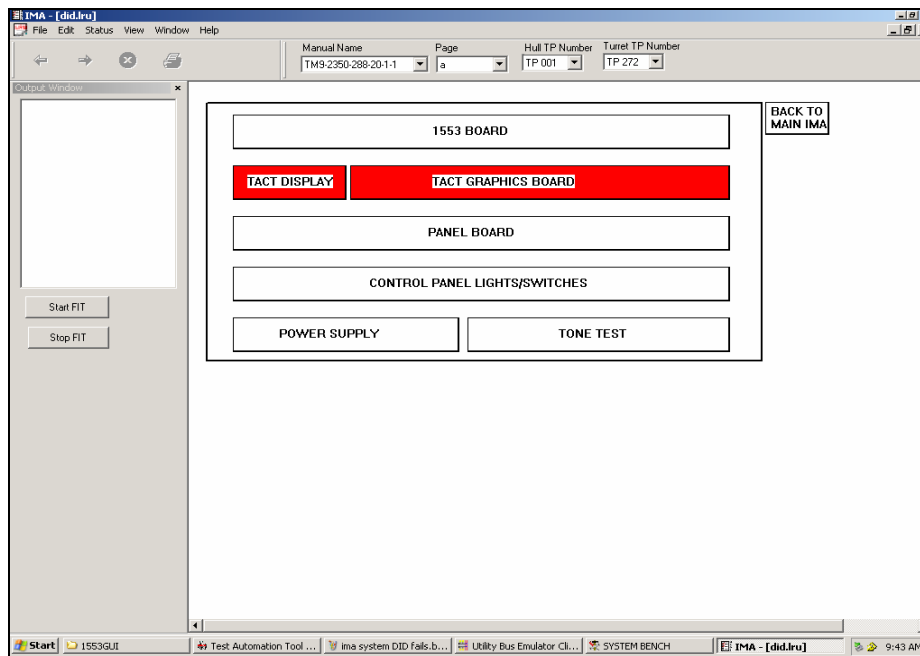 IMA - [did.lru]
File Edit Status View Window Help
Manual Name Page Hull TP Number Turret TP Number
TM9-2350-288-20-1-1 a TP 001 TP 272
Output Window
BACK TO
MAIN IMA
1553 BOARD
TACT DISPLAY TACT GRAPHICS BOARD
PANEL BOARD
CONTROL PANEL LIGHTS/SWITCHES
POWER SUPPLY TONE TEST
Start FIT
Stop FIT
Start 1553GUI Test Automation Tool ... ima system DID fails.b... Utility Bus Emulator Cli... SYSTEM BENCH IMA - [did.lru] 9:43 AM